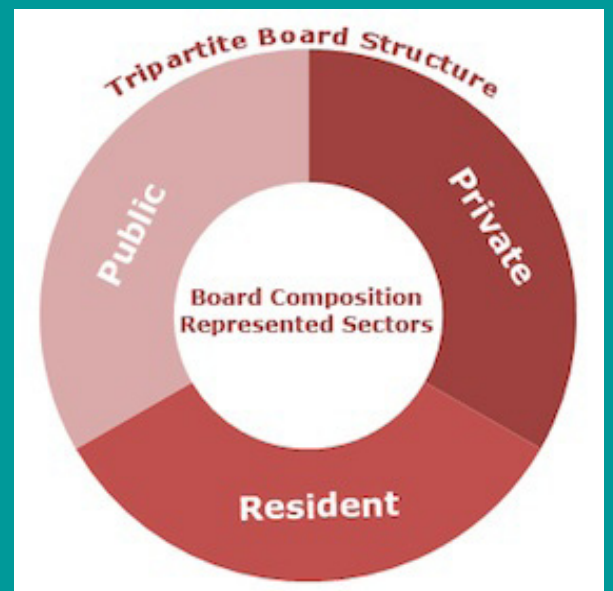 Tripartite Board Structure
Public
Private
Board Composition
Represented Sectors
Resident